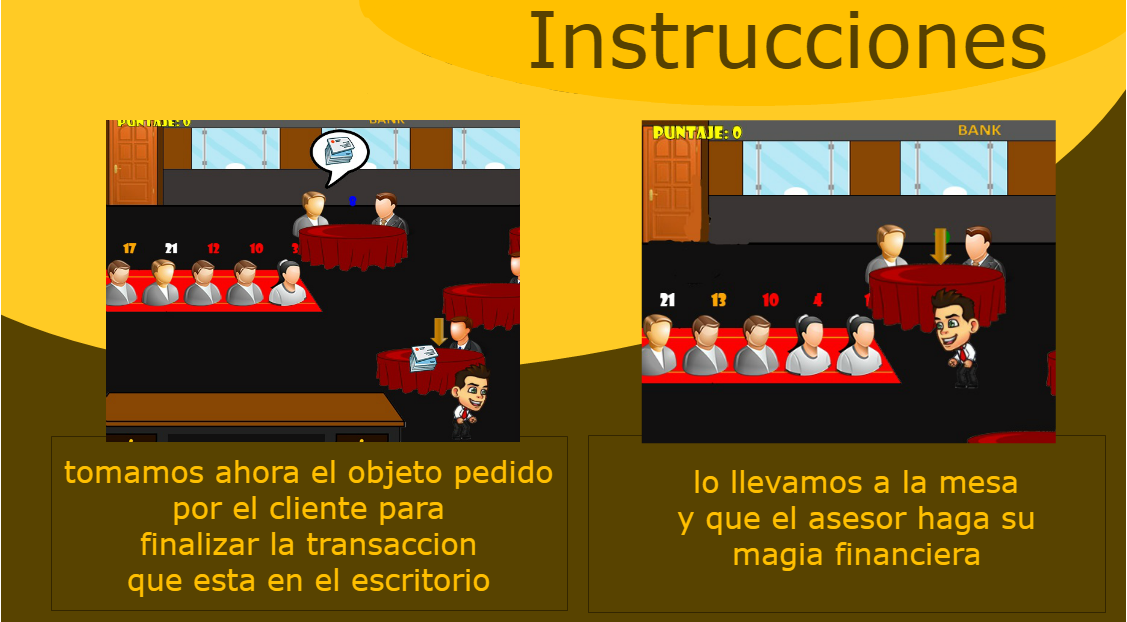 Instrucciones
PUNTAJE: 0
BANK
8
17 21 12 10 3
tomamos ahora el objeto pedido
por el cliente para
finalizar la transaccion
que esta en el escritorio
PUNTAJE: 0
BANK
21 13 10 4 1
lo llevamos a la mesa
y que el asesor haga su
magia financiera